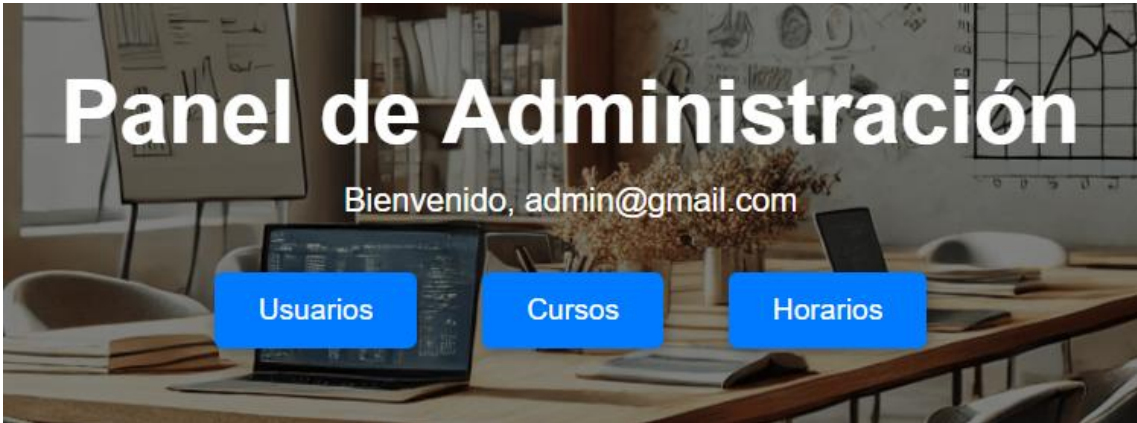 Panel de Administración
Bienvenido, admin@gmail.com
Usuarios
Cursos
Horarios